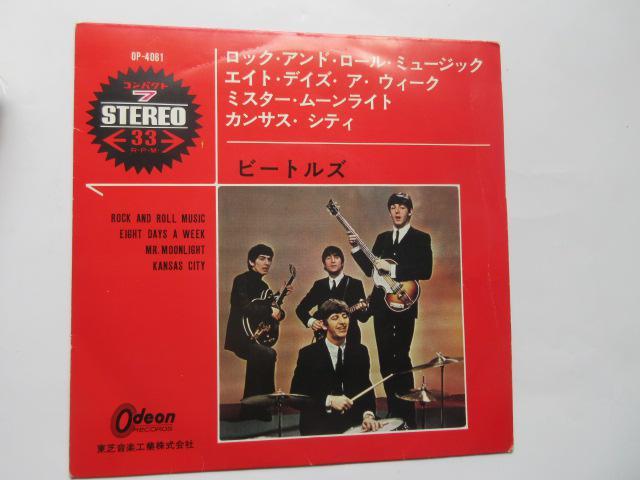 OP-4061
コンパクト
7
STEREO
33
R·P·M·
ロック・アンド・ロール・ミュージック
エイト・デイズ・ア・ウィーク
ミスター・ムーンライト
カンサス・シティ
ビートルズ
ROCK AND ROLL MUSIC
EIGHT DAYS A WEEK
MR. MOONLIGHT
KANSAS CITY
Odeon
RECORDS
東芝音楽工業株式会社